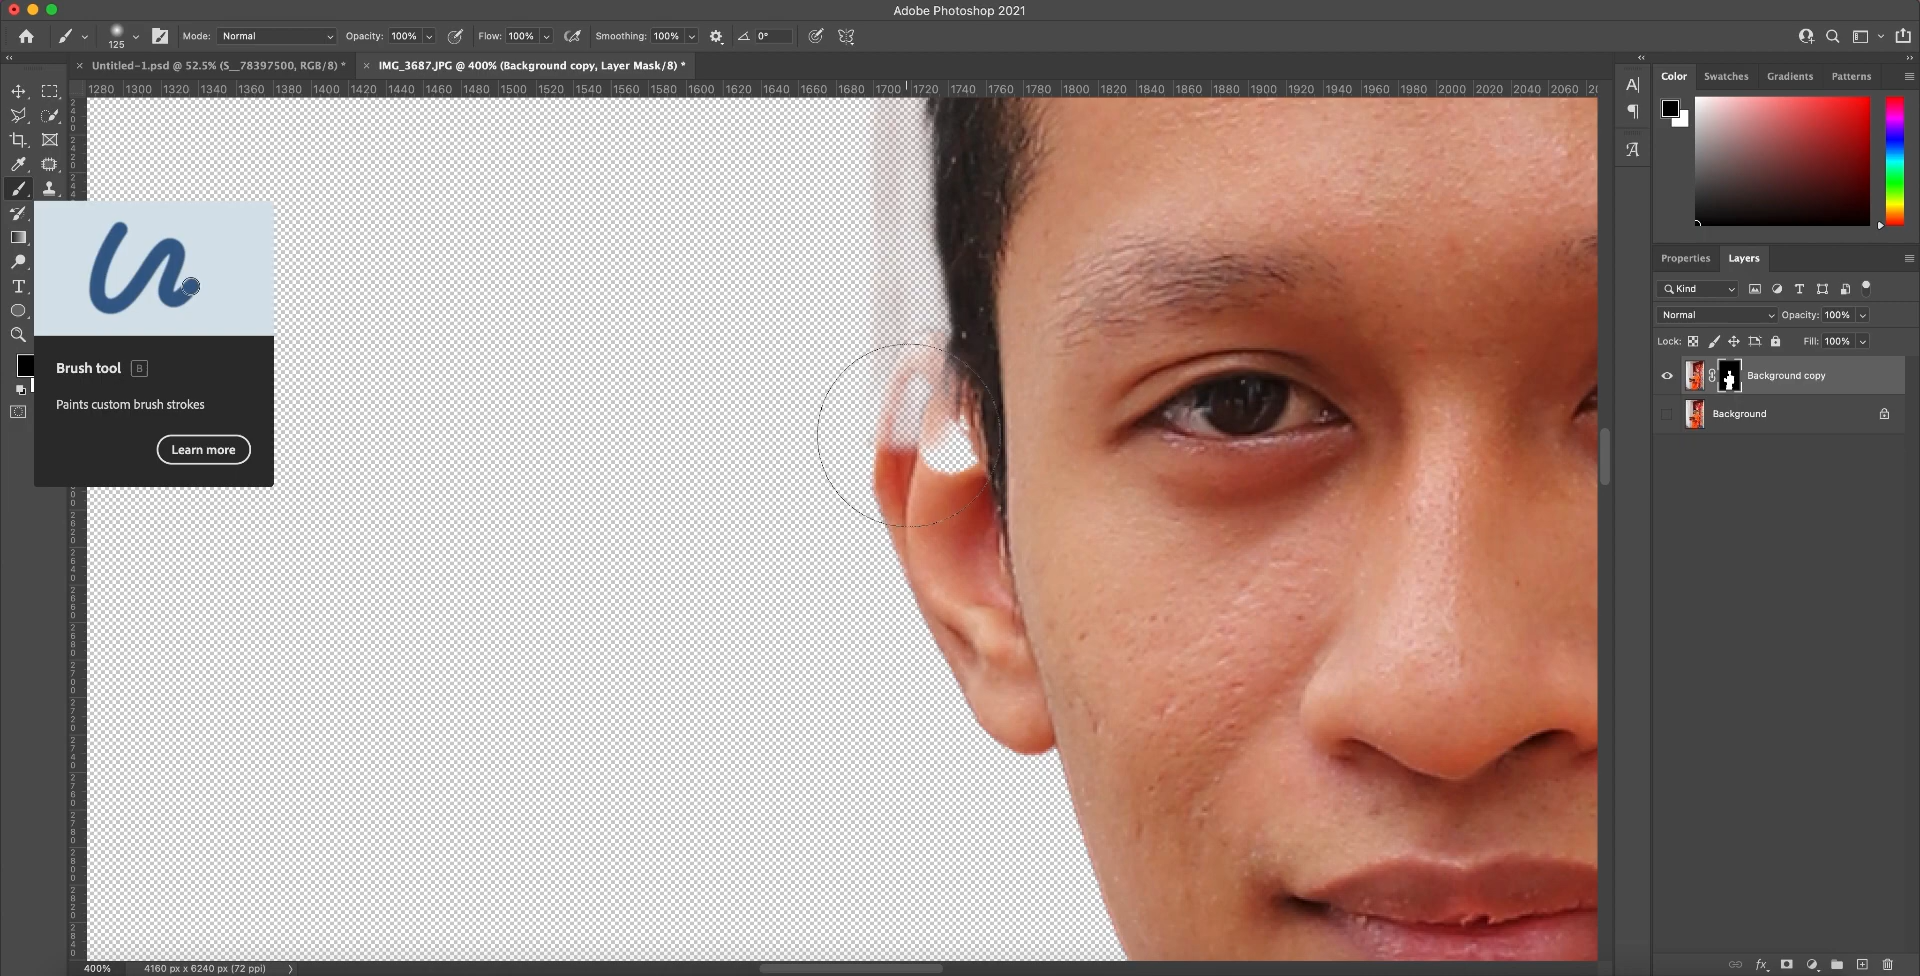 Adobe Photoshop 2021
125
Mode: Normal
Opacity: 100%
Flow: 100%
Smoothing: 100%
0°
Untitled-1.psd @ 52.5% (S__78397500, RGB/8) *
IMG_3687.JPG @ 400% (Background copy, Layer Mask/8) *
1280 1300 1320 1340 1360 1380 1400 1420 1440 1460 1480 1500 1520 1540 1560 1580 1600 1620 1640 1660 1680 1700 1720 1740 1760 1780 1800 1820 1840 1860 1880 1900 1920 1940 1960 1980 2000 2020 2040 2060
Color Swatches Gradients Patterns
Brush tool B
Paints custom brush strokes
Learn more
Properties Layers
Kind
Normal Opacity: 100%
Lock: Fill: 100%
Background copy
Background
fx
400% 4160 px x 6240 px (72 ppi)